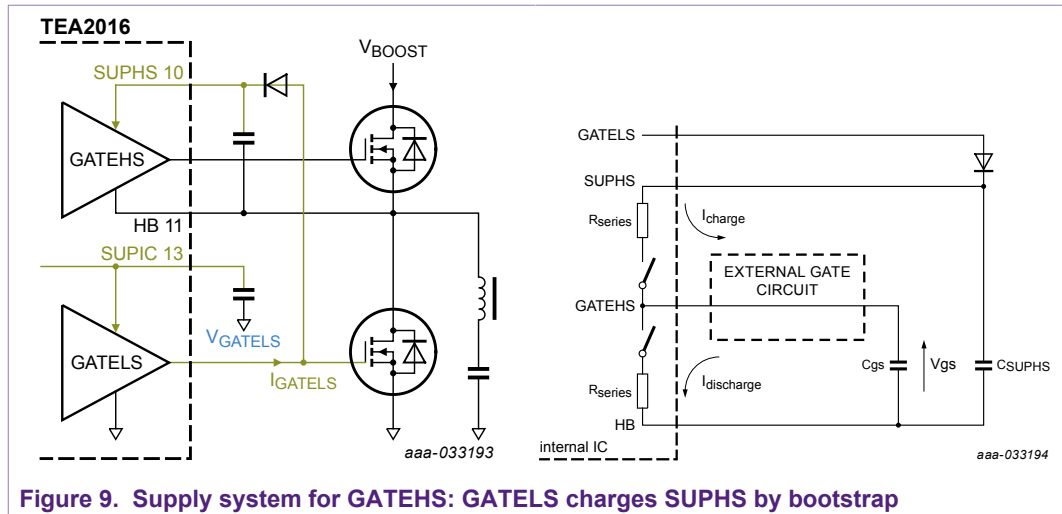 TEA2016
SUPHS 10
GATEHS
HB 11
SUPIC 13
GATELS
VGATELS
IGATELS
VBOOST
aaa-033193
GATELS
SUPHS
Rseries
Icharge
EXTERNAL GATE
CIRCUIT
GATEHS
Rseries
Idischarge
Cgs
Vgs
CSUPHS
HB
internal IC
aaa-033194
Figure 9. Supply system for GATEHS: GATELS charges SUPHS by bootstrap